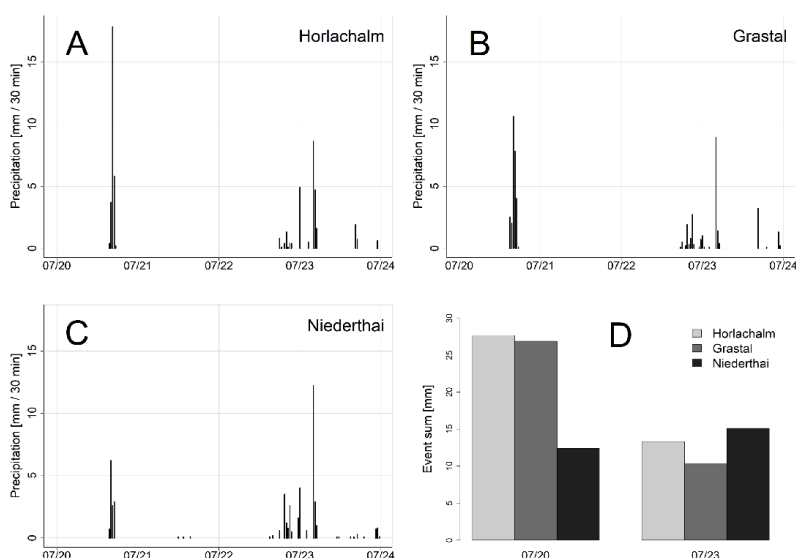 A
Horlachalm
Precipitation [mm / 30 min]
15
10
5
0
07/20 07/21 07/22 07/23 07/24
B
Grastal
Precipitation [mm / 30 min]
15
10
5
0
07/20 07/21 07/22 07/23 07/24
C
Niederthai
Precipitation [mm / 30 min]
15
10
5
0
07/20 07/21 07/22 07/23 07/24
D
Horlachalm
Grastal
Niederthai
Event sum [mm]
30
25
20
15
10
5
0
07/20 07/23